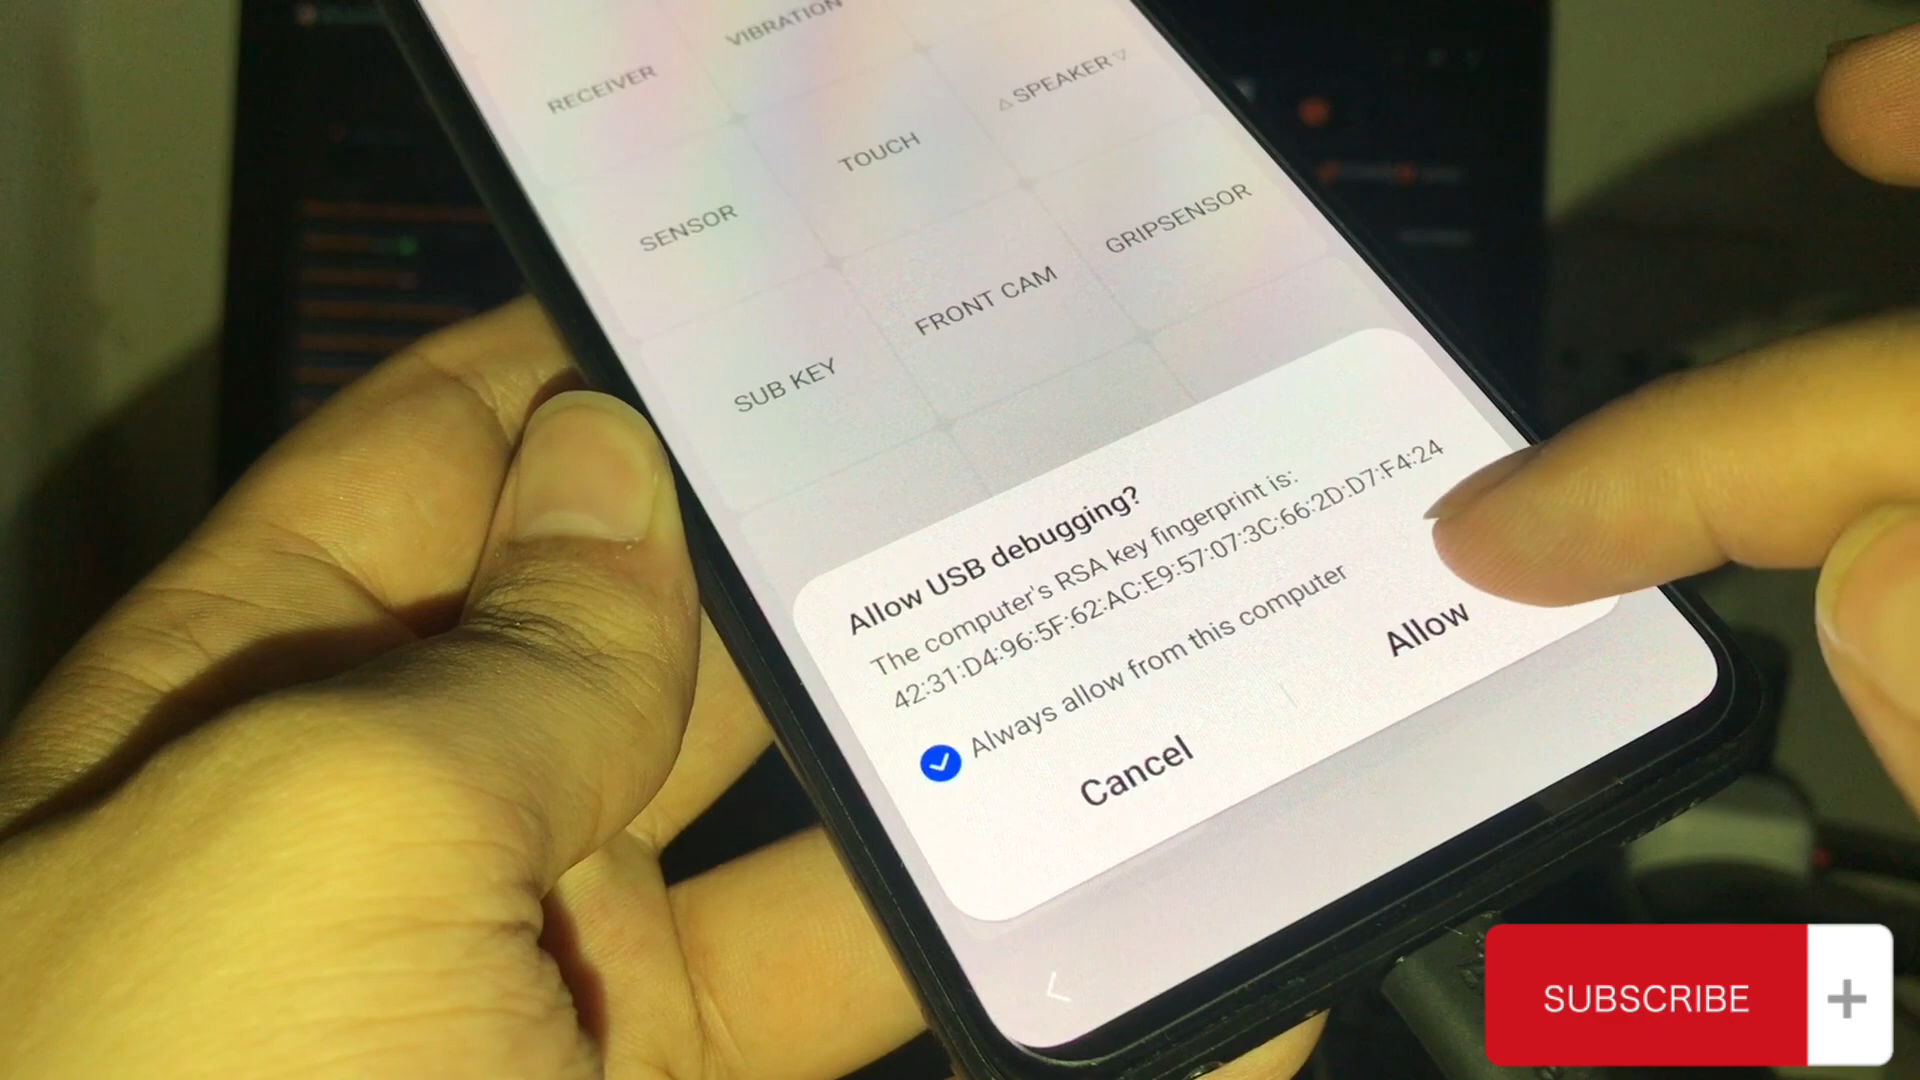 VIBRATION
RECEIVER
△ SPEAKER ▽
TOUCH
SENSOR
GRIPSENSOR
FRONT CAM
SUB KEY
Allow USB debugging?
The computer's RSA key fingerprint is:
42:31:D4:96:5F:62:AC:E9:57:07:3C:66:2D:D7:F4:24
Always allow from this computer
Cancel
Allow
SUBSCRIBE +